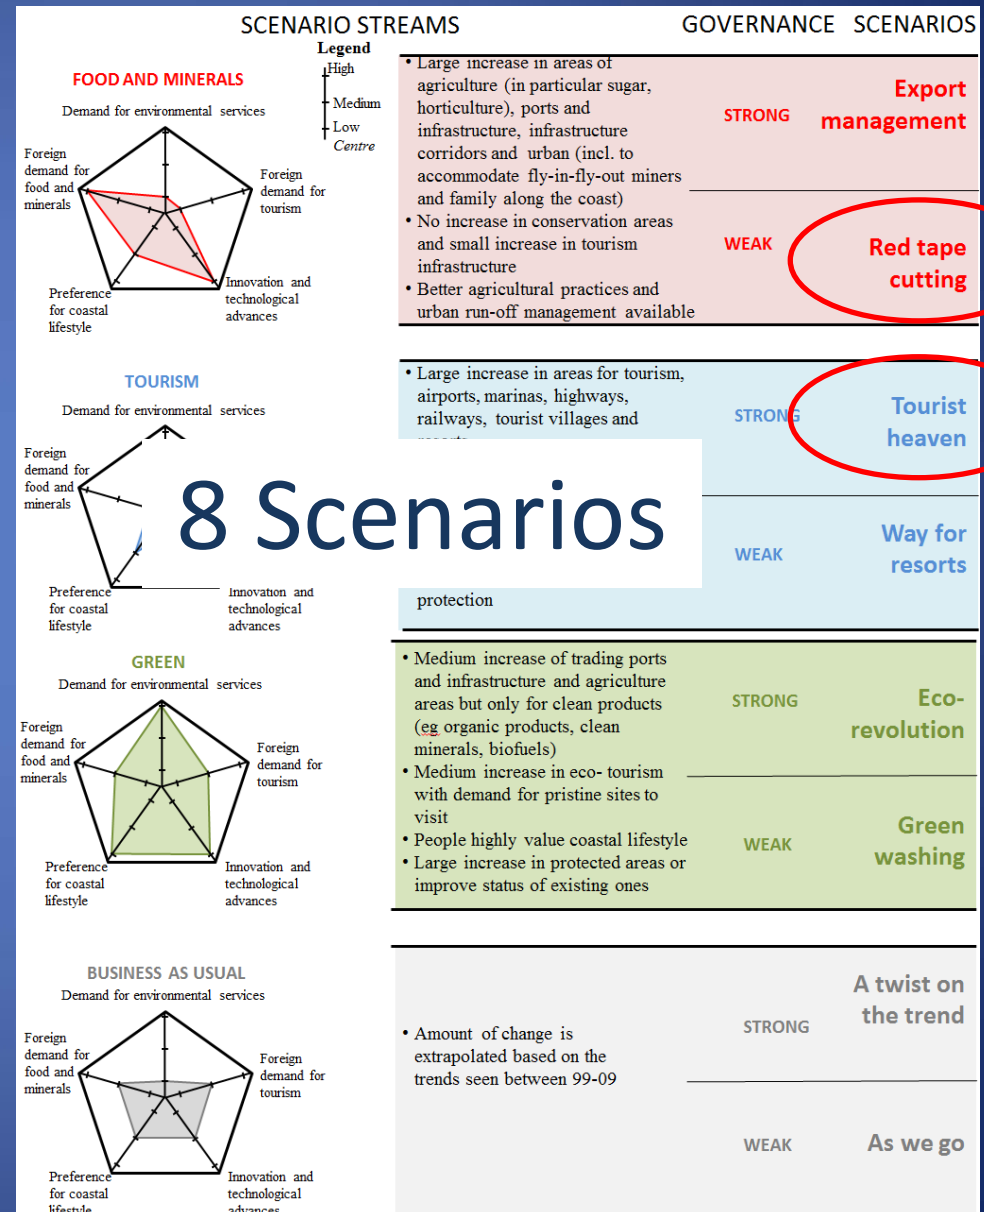 SCENARIO STREAMS
GOVERNANCE
SCENARIOS
Legend
High
Medium
Low
Centre
FOOD AND MINERALS
Demand for environmental services
Foreign
demand for
food and
minerals
Foreign
demand for
tourism
Preference
for coastal
lifestyle
Innovation and
technological
advances
• Large increase in areas of
agriculture (in particular sugar,
horticulture), ports and
infrastructure, infrastructure
corridors and urban (incl. to
accommodate fly-in-fly-out miners
and family along the coast)
• No increase in conservation areas
and small increase in tourism
infrastructure
• Better agricultural practices and
urban run-off management available
STRONG
Export
management
WEAK
Red tape
cutting
TOURISM
Demand for environmental services
Foreign
demand for
food and
minerals
Preference
for coastal
lifestyle
Innovation and
technological
advances
• Large increase in areas for tourism,
airports, marinas, highways,
railways, tourist villages and
protection
STRONG
Tourist
heaven
WEAK
Way for
resorts
8 Scenarios
GREEN
Demand for environmental services
Foreign
demand for
food and
minerals
Foreign
demand for
tourism
Preference
for coastal
lifestyle
Innovation and
technological
advances
• Medium increase of trading ports
and infrastructure and agriculture
areas but only for clean products
(eg organic products, clean
minerals, biofuels)
• Medium increase in eco- tourism
with demand for pristine sites to
visit
• People highly value coastal lifestyle
• Large increase in protected areas or
improve status of existing ones
STRONG
Eco-
revolution
WEAK
Green
washing
BUSINESS AS USUAL
Demand for environmental services
Foreign
demand for
food and
minerals
Foreign
demand for
tourism
Preference
for coastal
lifestyle
Innovation and
technological
advances
• Amount of change is
extrapolated based on the
trends seen between 99-09
STRONG
A twist on
the trend
WEAK
As we go